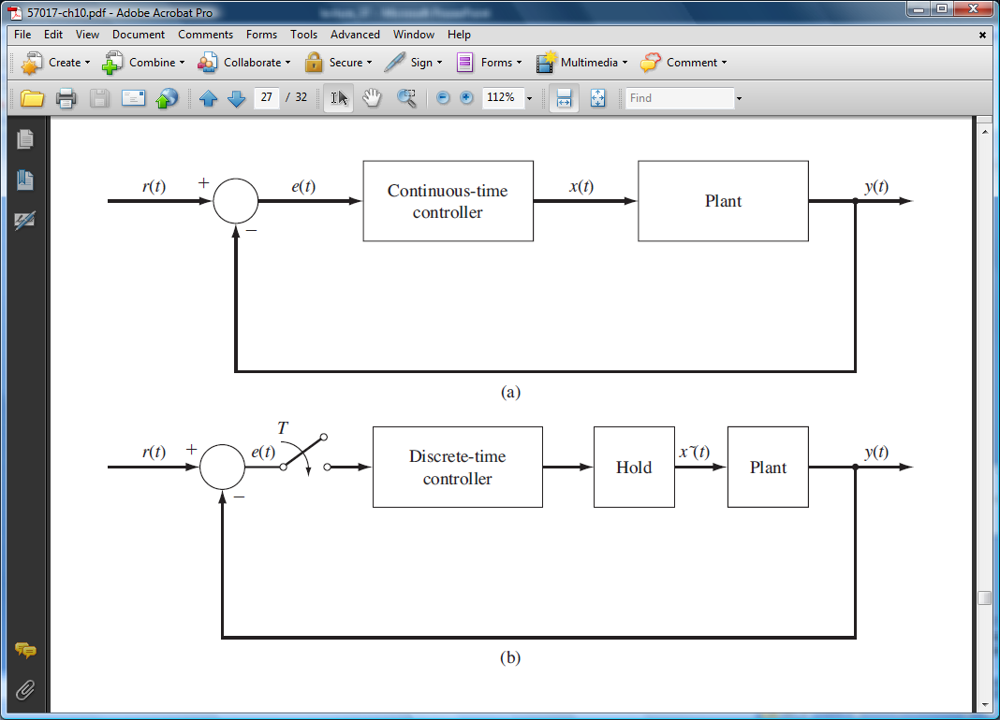 57017-ch10.pdf - Adobe Acrobat Pro
File Edit View Document Comments Forms Tools Advanced Window Help
Create Combine Collaborate Secure Sign Forms Multimedia Comment
27 / 32 112% Find
r(t) + e(t) Continuous-time controller x(t) Plant y(t)
−
(a)
T
r(t) + e(t) Discrete-time controller Hold x˜(t) Plant y(t)
−
(b)